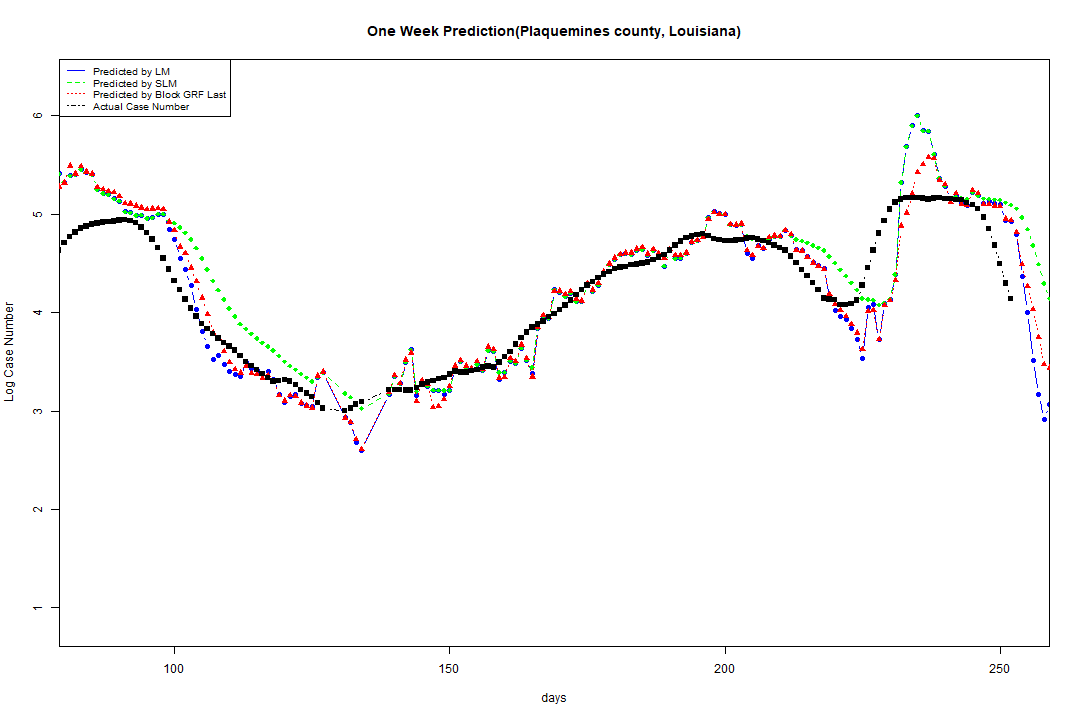 One Week Prediction(Plaquemines county, Louisiana)
Predicted by LM
Predicted by SLM
Predicted by Block GRF Last
Actual Case Number
6
5
4
3
2
1
Log Case Number
100 150 200 250
days